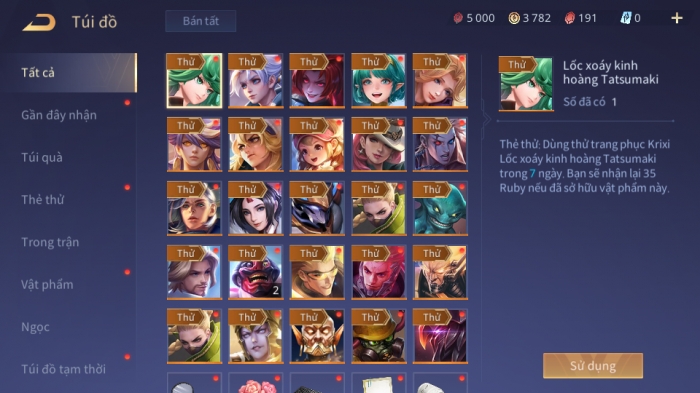 Túi đồ
Bán tất
5 000
3 782
191
0
+
Tất cả
Gần đây nhận
Túi quà
Thẻ thử
Trong trận
Vật phẩm
Ngọc
Túi đồ tạm thời
Thử Thử Thử Thử Thử
Thử Thử Thử Thử Thử
Thử Thử Thử Thử Thử
Thử Thử Thử Thử Thử
2
Thử Thử Thử Thử Thử
Thử
Lốc xoáy kinh
hoàng Tatsumaki
Số đã có 1
Thẻ thử: Dùng thử trang phục Krixi
Lốc xoáy kinh hoàng Tatsumaki
trong 7 ngày. Bạn sẽ nhận lại 35
Ruby nếu đã sở hữu vật phẩm này.
Sử dụng